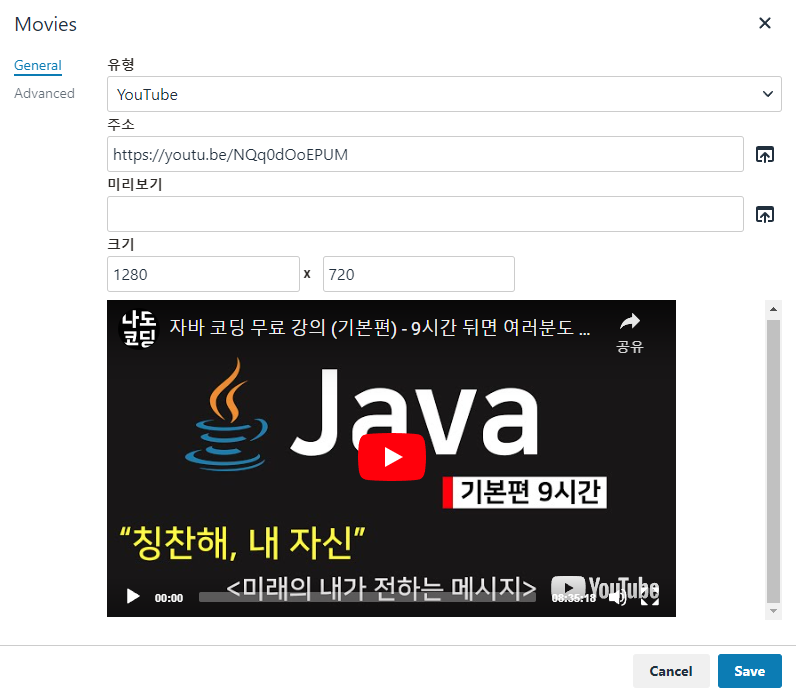 Movies
General
Advanced
유형
YouTube
주소
https://youtu.be/NQq0dOoEPUM
미리보기
크기
1280 x 720
나도코딩
자바 코딩 무료 강의 (기본편) - 9시간 뒤면 여러분도 ...
공유
Java
기본편 9시간
“칭찬해, 내 자신”
<미래의 내가 전하는 메시지>
YouTube
00:00
08:35:18
Cancel
Save